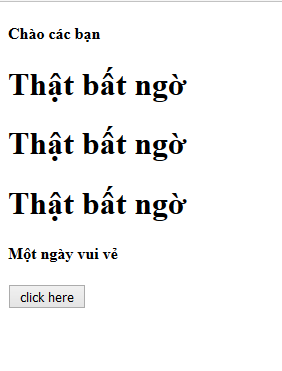 Chào các bạn
Thật bất ngờ
Thật bất ngờ
Thật bất ngờ
Một ngày vui vẻ
click here